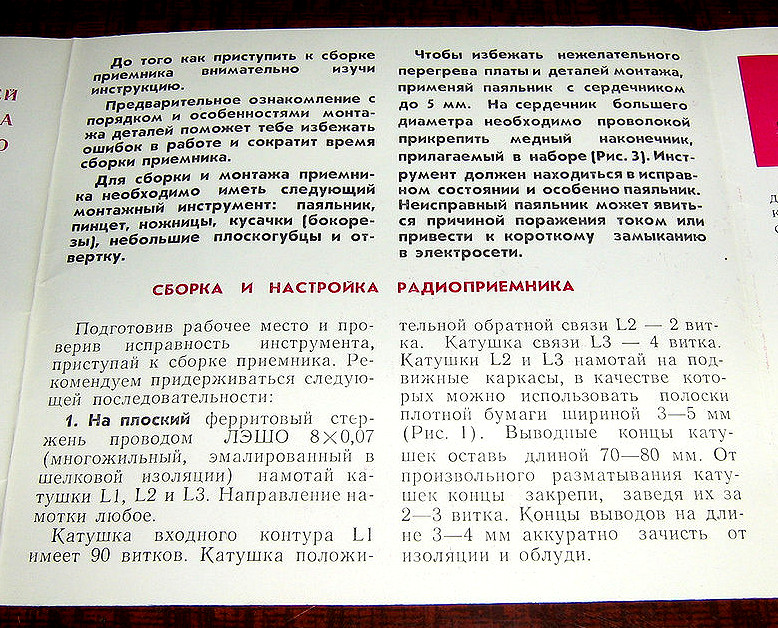 До того как приступить к сборке
приемника внимательно изучи
инструкцию.
Предварительное ознакомление с
порядком и особенностями монта-
жа деталей поможет тебе избежать
ошибок в работе и сократит время
сборки приемника.
Для сборки и монтажа приемни-
ка необходимо иметь следующий
монтажный инструмент: паяльник,
пинцет, ножницы, кусачки (бокоре-
зы), небольшие плоскогубцы и от-
вертку.
Чтобы избежать нежелательного
перегрева платы и деталей монтажа,
применяй паяльник с сердечником
до 5 мм. На сердечник большего
диаметра необходимо проволокой
прикрепить медный наконечник,
прилагаемый в наборе (Рис. 3). Инст-
румент должен находиться в исправ-
ном состоянии и особенно паяльник.
Неисправный паяльник может явить-
ся причиной поражения током или
привести к короткому замыканию
в электросети.
СБОРКА И НАСТРОЙКА РАДИОПРИЕМНИКА
Подготовив рабочее место и про-
верив исправность инструмента,
приступай к сборке приемника. Ре-
комендуем придерживаться следую-
щей последовательности:
1. На плоский ферритовый стер-
жень проводом ЛЭШО 8×0,07
(многожильный, эмалированный в
шелковой изоляции) намотай ка-
тушки L1, L2 и L3. Направление на-
мотки любое.
Катушка входного контура L1
имеет 90 витков. Катушка положи-
тельной обратной связи L2 — 2 вит-
ка. Катушка связи L3 — 4 витка.
Катушки L2 и L3 намотай на под-
вижные каркасы, в качестве кото-
рых можно использовать полоски
плотной бумаги шириной 3—5 мм
(Рис. 1). Выводные концы кату-
шек оставь длиной 70—80 мм. От
произвольного разматывания кату-
шек концы закрепи, заведя их за
2—3 витка. Концы выводов на дли-
не 3—4 мм аккуратно зачисть от
изоляции и облуди.